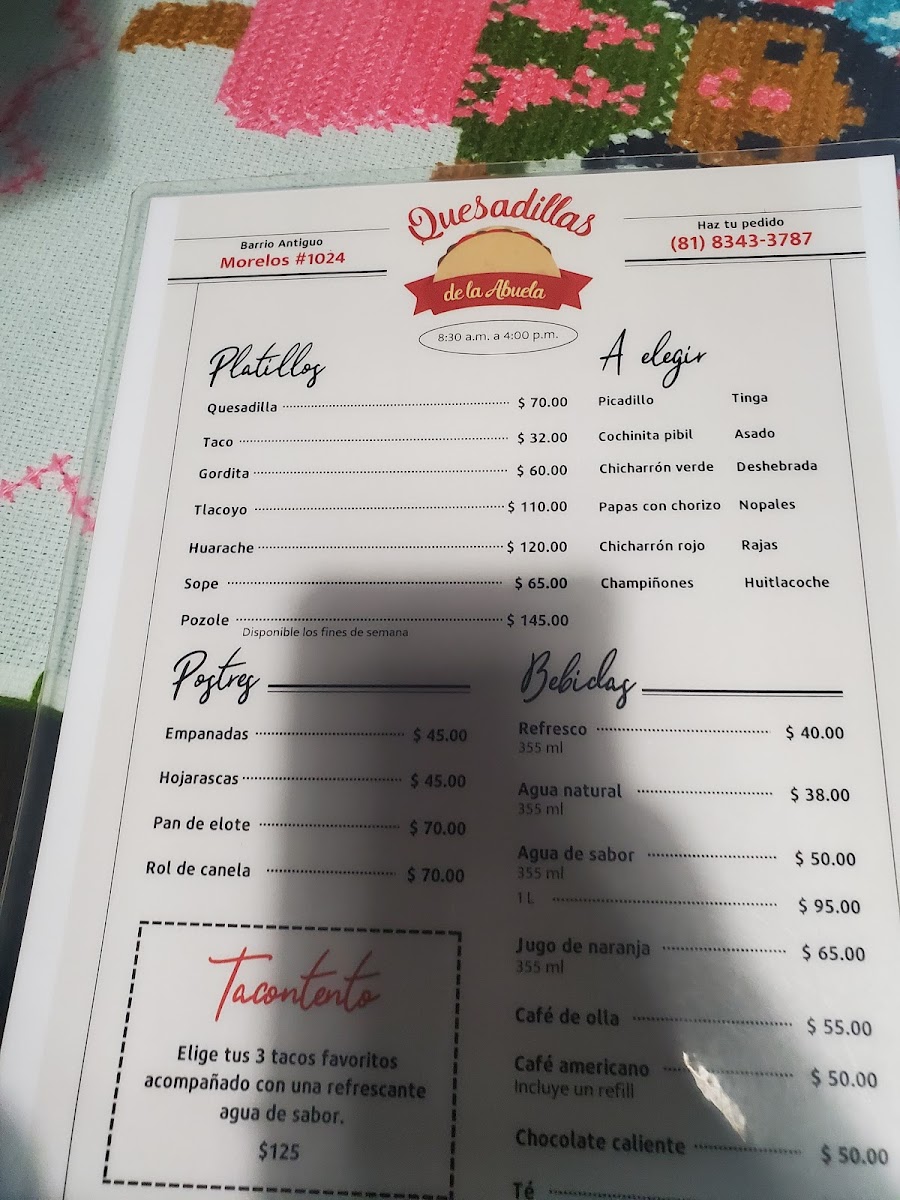 Quesadillas
de la Abuela
Barrio Antiguo
Morelos #1024
Haz tu pedido
(81) 8343-3787
8:30 a.m. a 4:00 p.m.
Platillos
Quesadilla $ 70.00
Taco $ 32.00
Gordita $ 60.00
Tlacoyo $ 110.00
Huarache $ 120.00
Sope $ 65.00
Pozole $ 145.00
Disponible los fines de semana
A elegir
Picadillo Tinga
Cochinita pibil Asado
Chicharrón verde Deshebrada
Papas con chorizo Nopales
Chicharrón rojo Rajas
Champiñones Huitlacoche
Postres
Empanadas $ 45.00
Hojarascas $ 45.00
Pan de elote $ 70.00
Rol de canela $ 70.00
Bebidas
Refresco $ 40.00
355 ml
Agua natural $ 38.00
355 ml
Agua de sabor $ 50.00
355 ml
1 L $ 95.00
Jugo de naranja $ 65.00
355 ml
Café de olla $ 55.00
Café americano $ 50.00
Incluye un refill
Chocolate caliente $ 50.00
Té
Tacontento
Elige tus 3 tacos favoritos
acompañado con una refrescante
agua de sabor.
$125